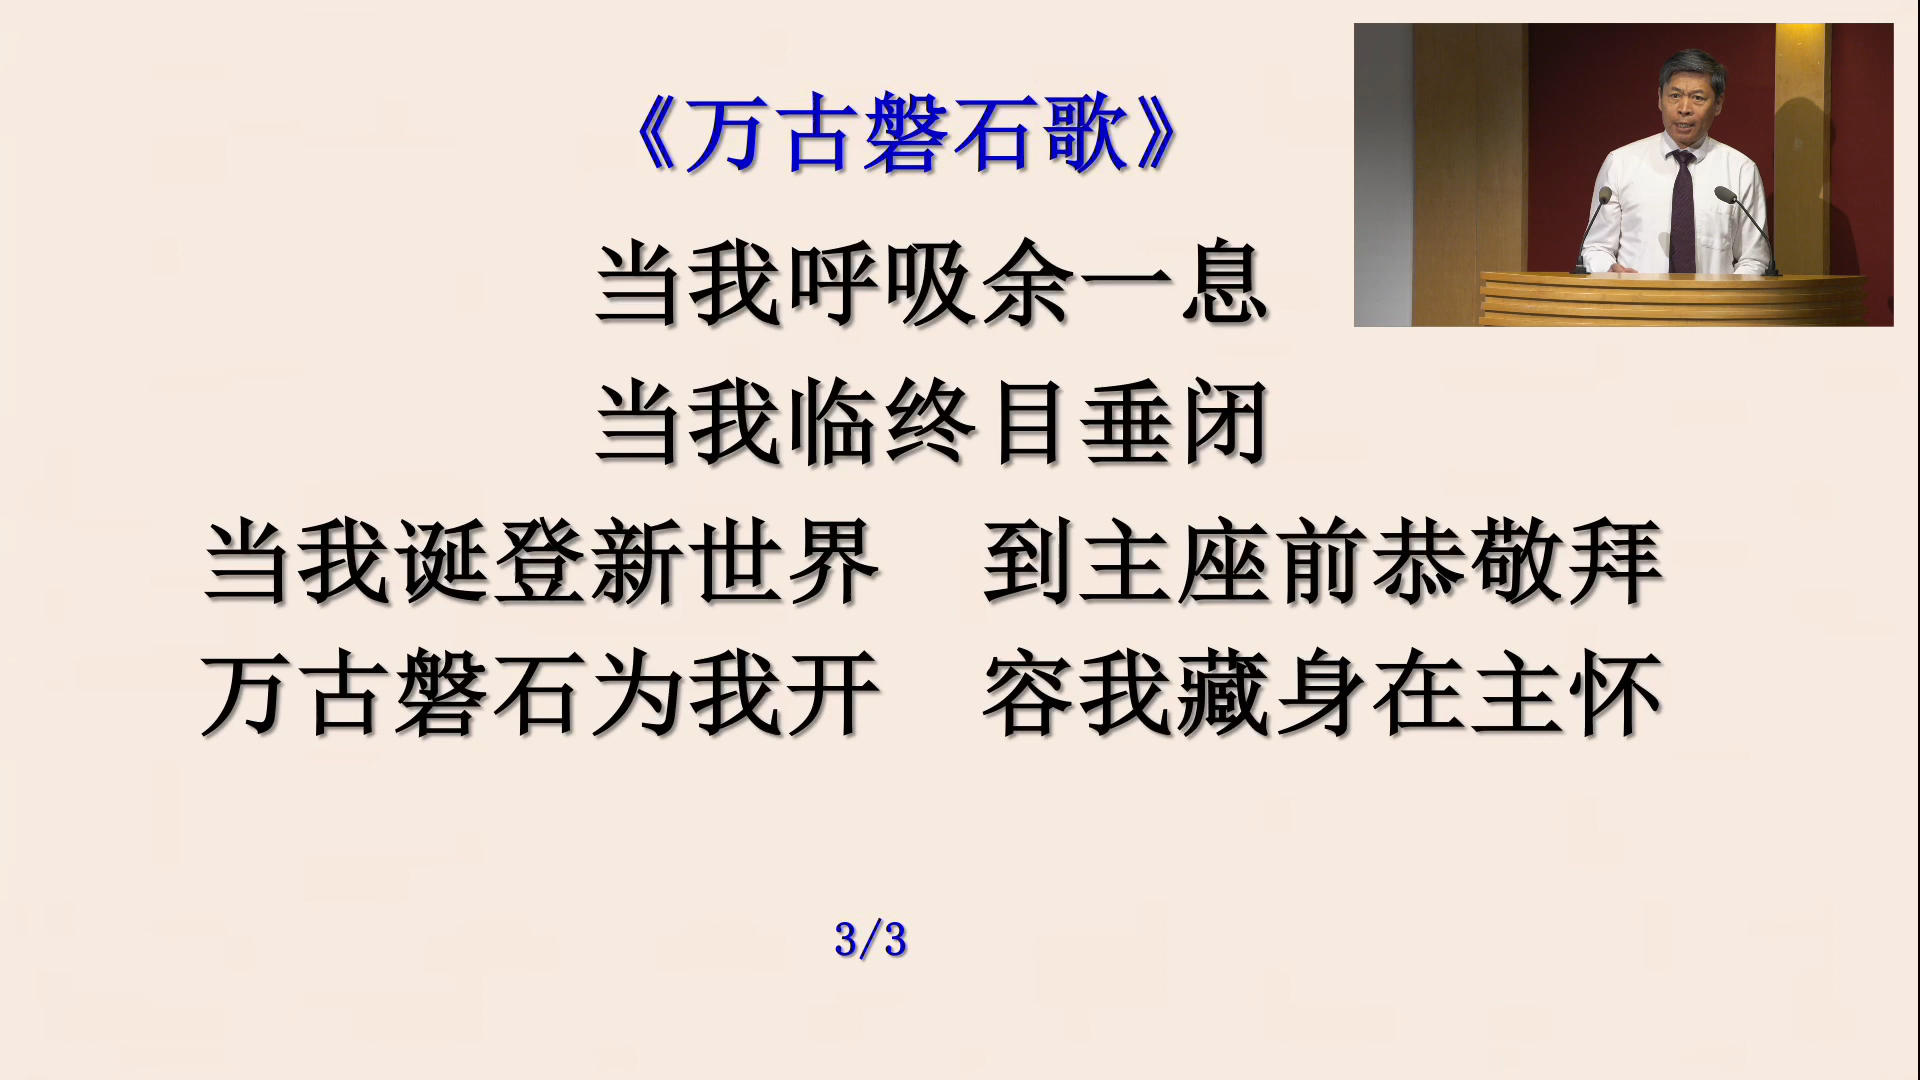 《万古磐石歌》
当我呼吸余一息
当我临终目垂闭
当我诞登新世界　到主座前恭敬拜
万古磐石为我开　容我藏身在主怀
3/3